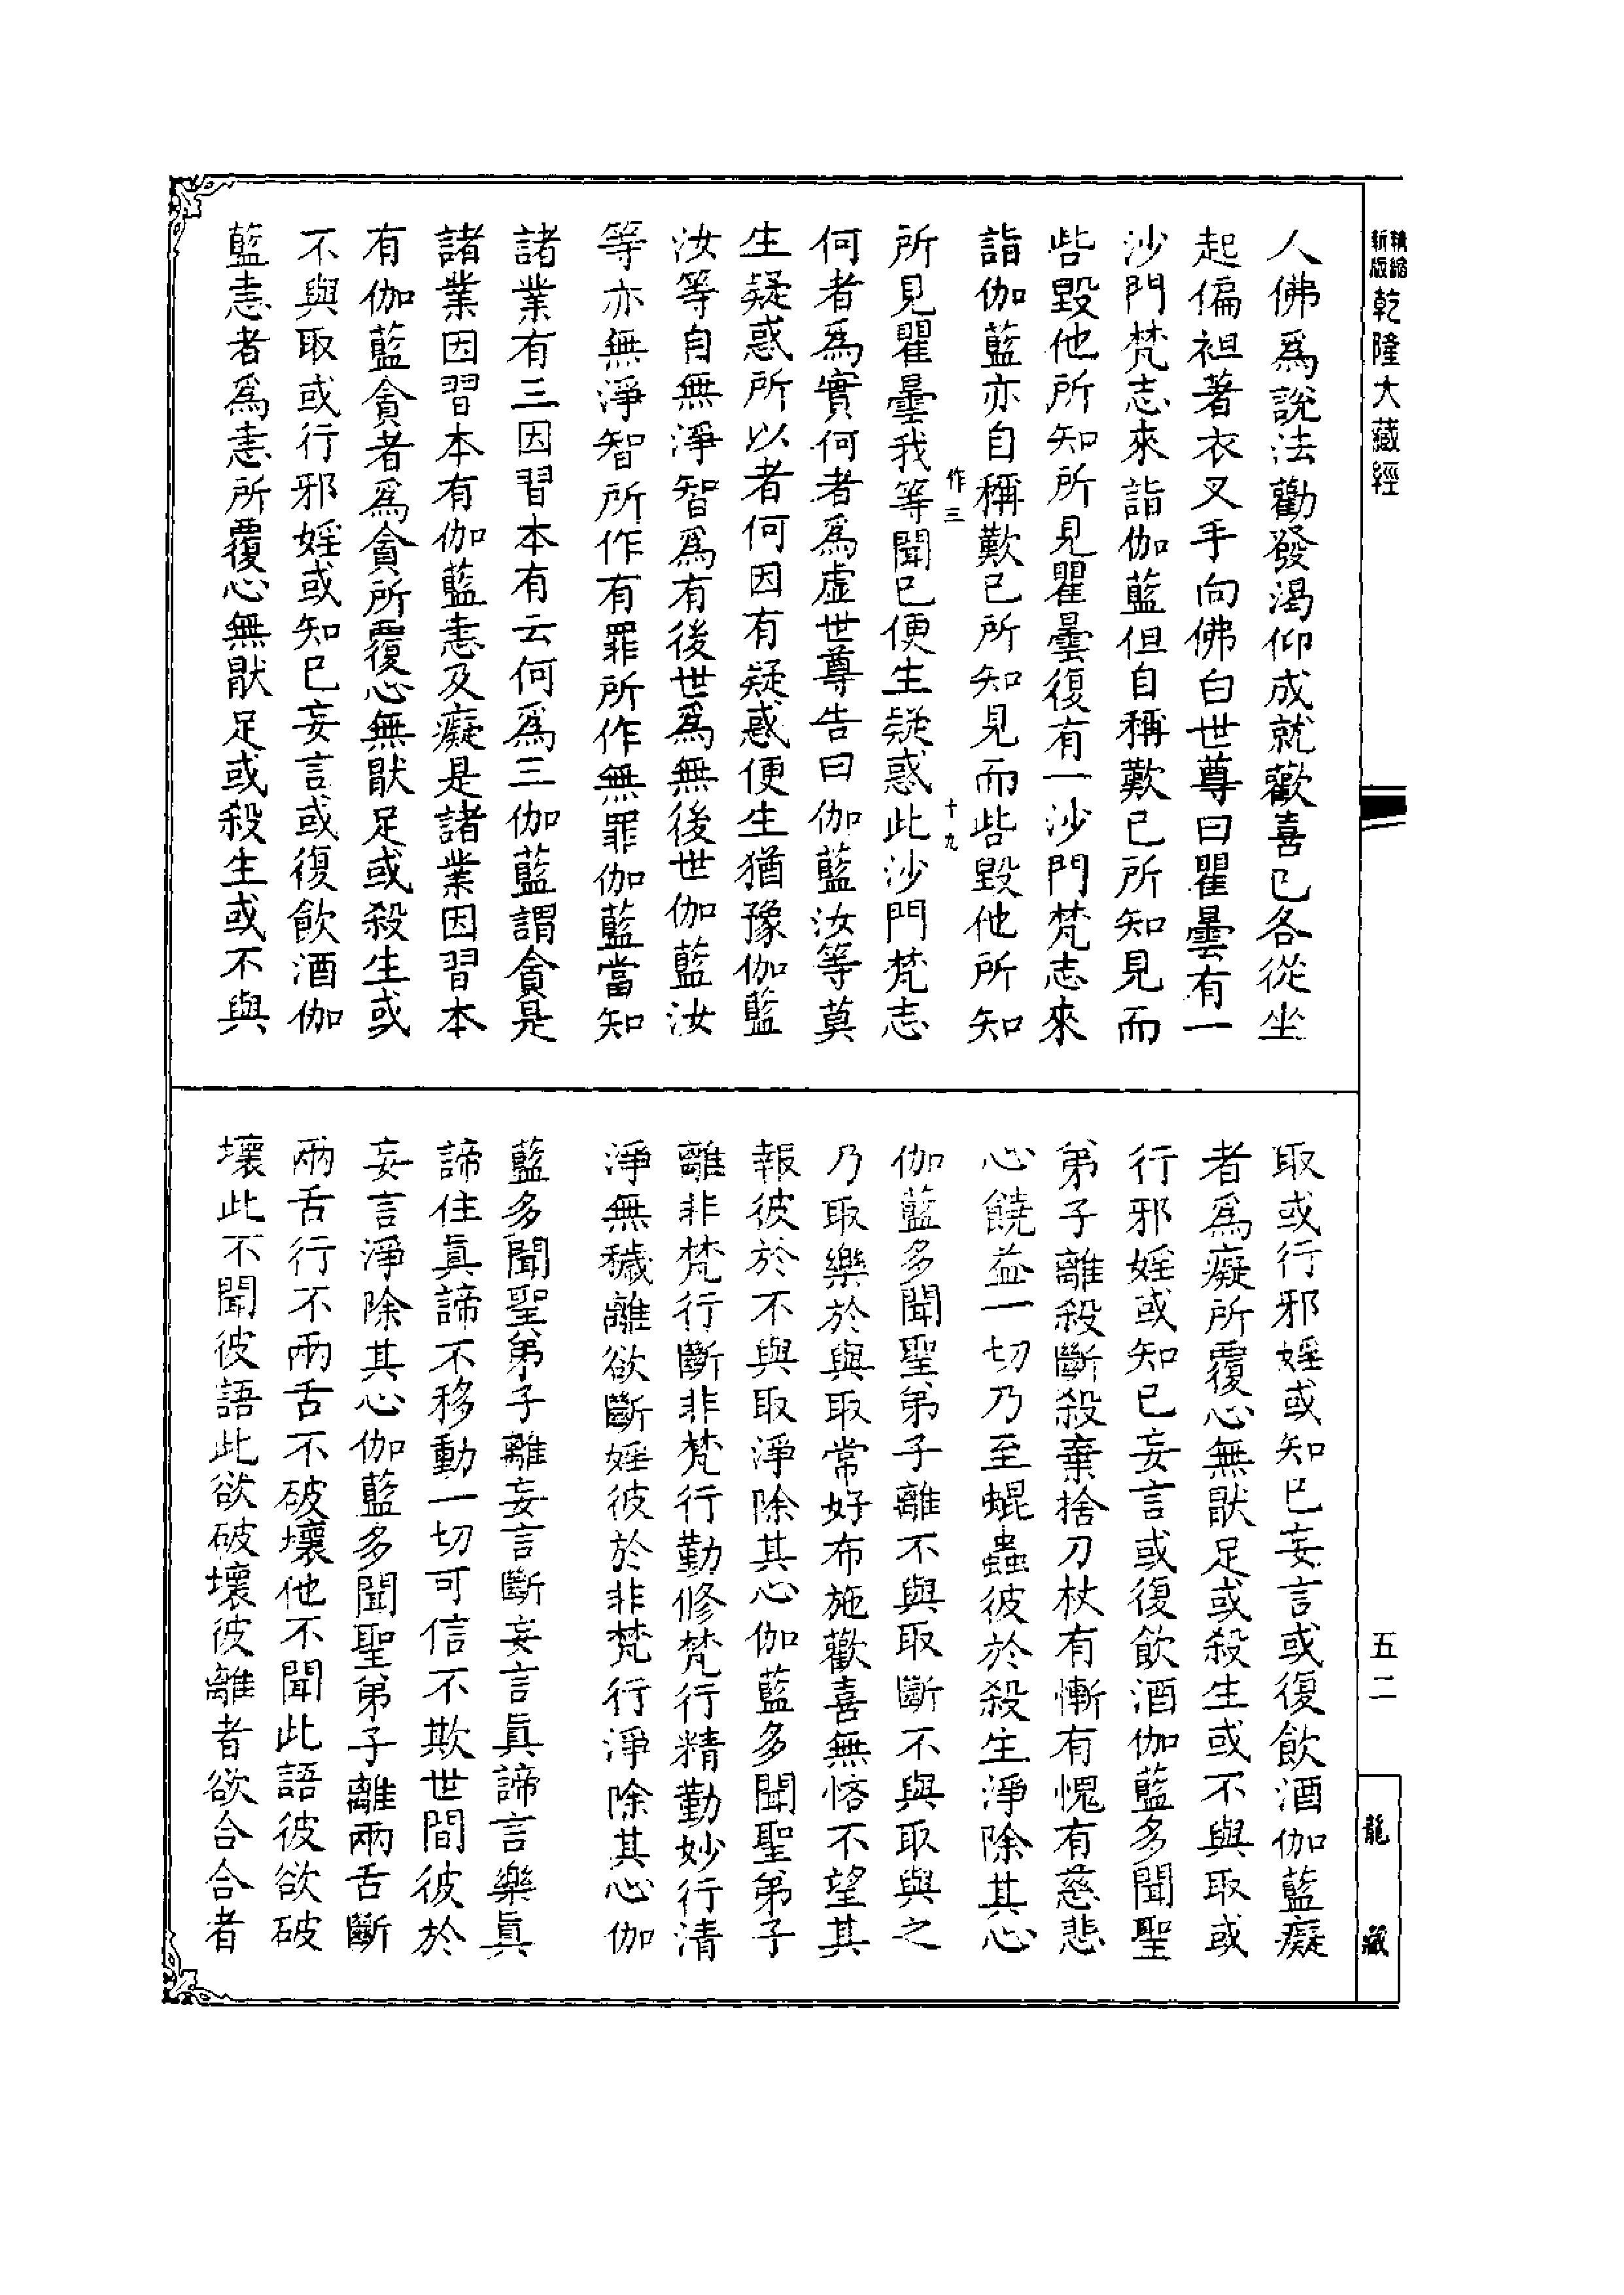 精縮
新版
乾隆大藏經
人佛爲說法勸發渴仰成就歡喜已各從坐
起偏袒著衣叉手向佛白世尊曰瞿曇有一
沙門梵志來詣伽藍但自稱歎已所知見而
呰毀他所知所見瞿曇復有一沙門梵志來
詣伽藍亦自稱歎已所知見而呰毀他所知
作三
十九
所見瞿曇我等聞已便生疑惑此沙門梵志
何者爲實何者爲虛世尊告曰伽藍汝等莫
生疑惑所以者何因有疑惑便生猶豫伽藍
汝等自無淨智爲有後世爲無後世伽藍汝
等亦無淨智所作有罪所作無罪伽藍當知
諸業有三因習本有云何爲三伽藍謂貪是
諸業因習本有伽藍恚及癡是諸業因習本
有伽藍貪者爲貪所覆心無猒足或殺生或
不與取或行邪婬或知已妄言或復飲酒伽
藍恚者爲恚所覆心無猒足或殺生或不與
取或行邪婬或知已妄言或復飲酒伽藍癡
者爲癡所覆心無猒足或殺生或不與取或
行邪婬或知已妄言或復飲酒伽藍多聞聖
弟子離殺斷殺棄捨刀杖有慚有愧有慈悲
心饒益一切乃至蜫蟲彼於殺生淨除其心
伽藍多聞聖弟子離不與取斷不與取與之
乃取樂於與取常好布施歡喜無悋不望其
報彼於不與取淨除其心伽藍多聞聖弟子
離非梵行斷非梵行勤修梵行精勤妙行清
淨無穢離欲斷婬彼於非梵行淨除其心伽
藍多聞聖弟子離妄言斷妄言眞諦言樂眞
諦住眞諦不移動一切可信不欺世間彼於
妄言淨除其心伽藍多聞聖弟子離兩舌斷
兩舌行不兩舌不破壞他不聞此語彼欲破
壞此不聞彼語此欲破壞彼離者欲合合者
五二
龍藏